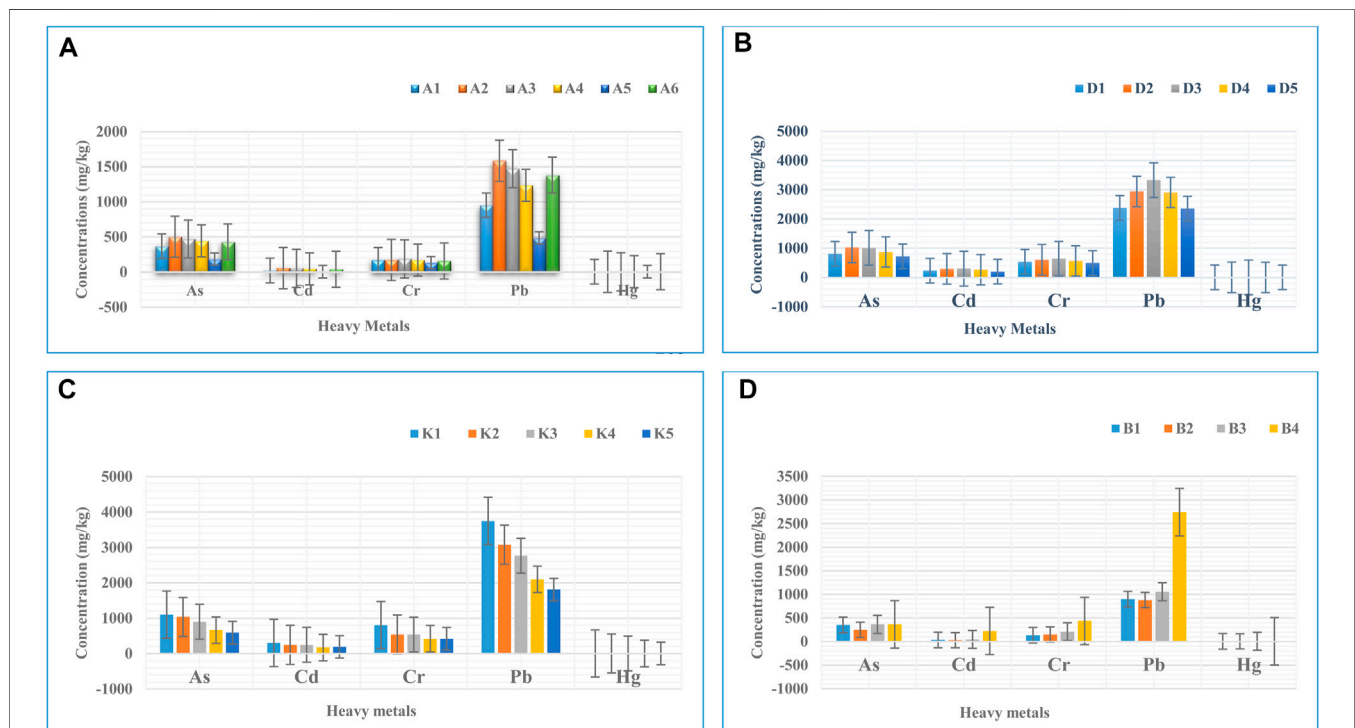 A
A1 A2 A3 A4 A5 A6
Concentrations (mg/kg)
2000
1500
1000
500
0
-500
As Cd Cr Pb Hg
Heavy Metals
B
D1 D2 D3 D4 D5
Concentrations (mg/kg)
5000
4000
3000
2000
1000
0
-1000
As Cd Cr Pb Hg
Heavy Metals
C
K1 K2 K3 K4 K5
Concentration (mg/kg)
5000
4000
3000
2000
1000
0
-1000
As Cd Cr Pb Hg
Heavy metals
D
B1 B2 B3 B4
Concentration (mg/kg)
3500
3000
2500
2000
1500
1000
500
0
-500
-1000
As Cd Cr Pb Hg
Heavy metals